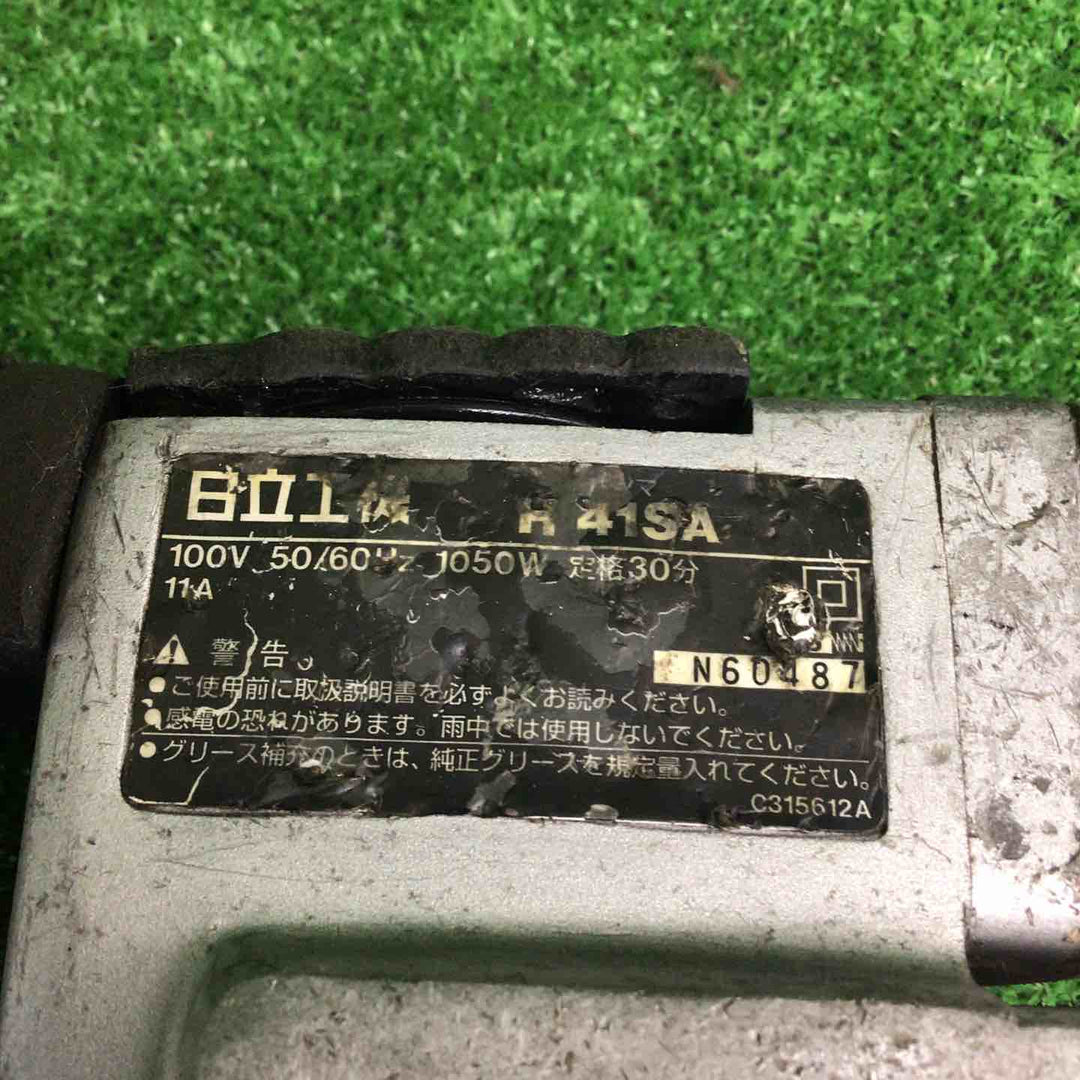 日立工機 H 41SA
100V 50/60Hz 1050W 定格30分
11A
警告
N60487
ご使用前に取扱説明書を必ずよくお読みください。
感電の恐れがあります。雨中では使用しないでください。
グリース補充のときは、純正グリースを規定量入れてください。
C315612A